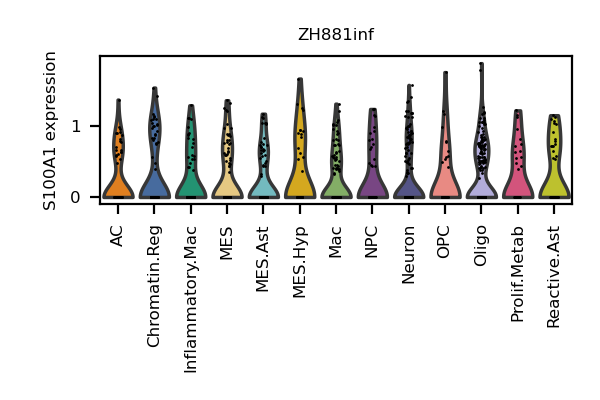 ZH881inf
S100A1 expression
1
0
AC
Chromatin.Reg
Inflammatory.Mac
MES
MES.Ast
MES.Hyp
Mac
NPC
Neuron
OPC
Oligo
Prolif.Metab
Reactive.Ast